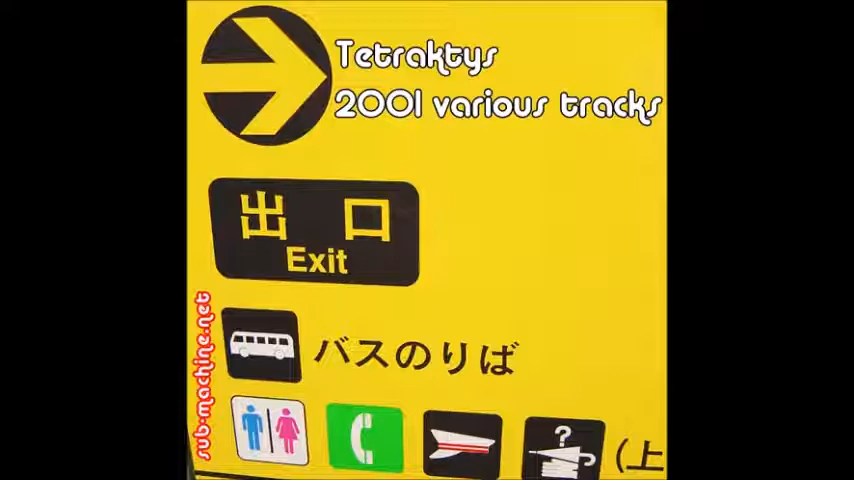 Tetraktys
2001 various tracks
出 口
Exit
バスのりば
?
(上
sub-machine.net